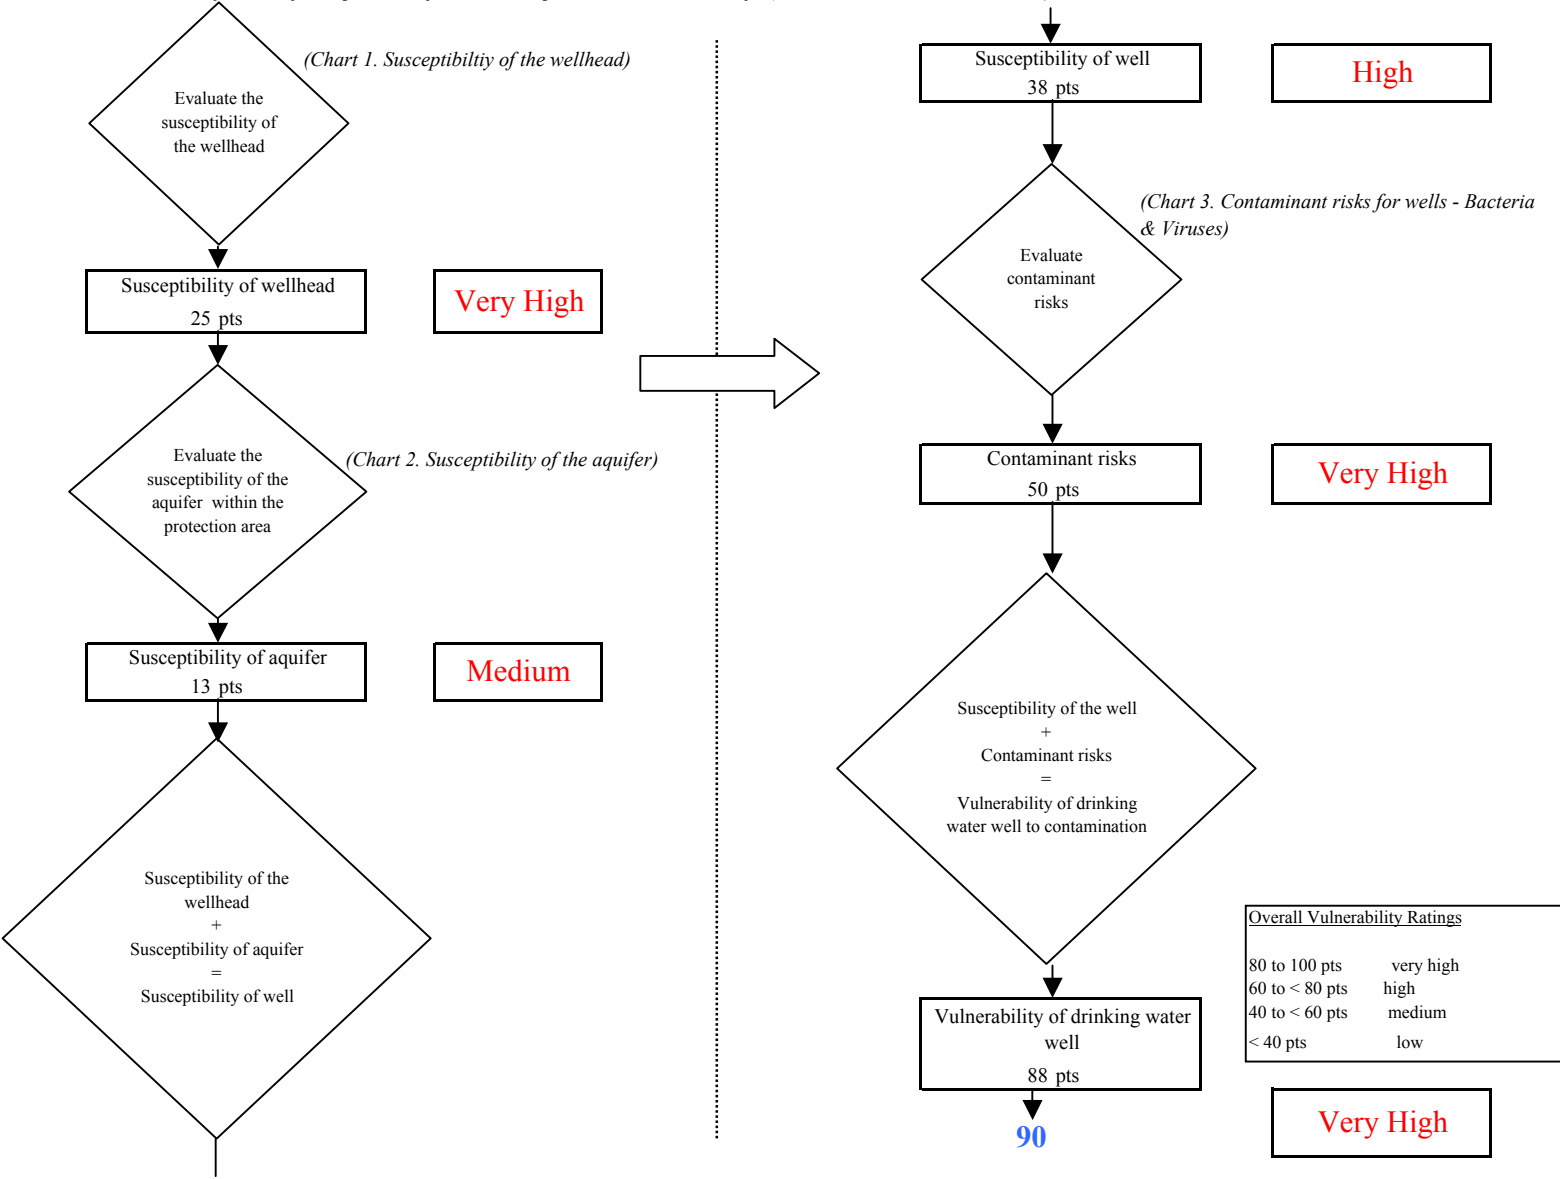 (Chart 1. Susceptibiltiy of the wellhead)
Evaluate the
susceptibility of
the wellhead
Susceptibility of wellhead
25 pts
Very High
(Chart 2. Susceptibility of the aquifer)
Evaluate the
susceptibility of the
aquifer within the
protection area
Susceptibility of aquifer
13 pts
Medium
Susceptibility of the
wellhead
+
Susceptibility of aquifer
=
Susceptibility of well
Susceptibility of well
38 pts
High
(Chart 3. Contaminant risks for wells - Bacteria
& Viruses)
Evaluate
contaminant
risks
Contaminant risks
50 pts
Very High
Susceptibility of the well
+
Contaminant risks
=
Vulnerability of drinking
water well to contamination
Overall Vulnerability Ratings
80 to 100 pts very high
60 to < 80 pts high
40 to < 60 pts medium
< 40 pts low
Vulnerability of drinking water
well
88 pts
90
Very High